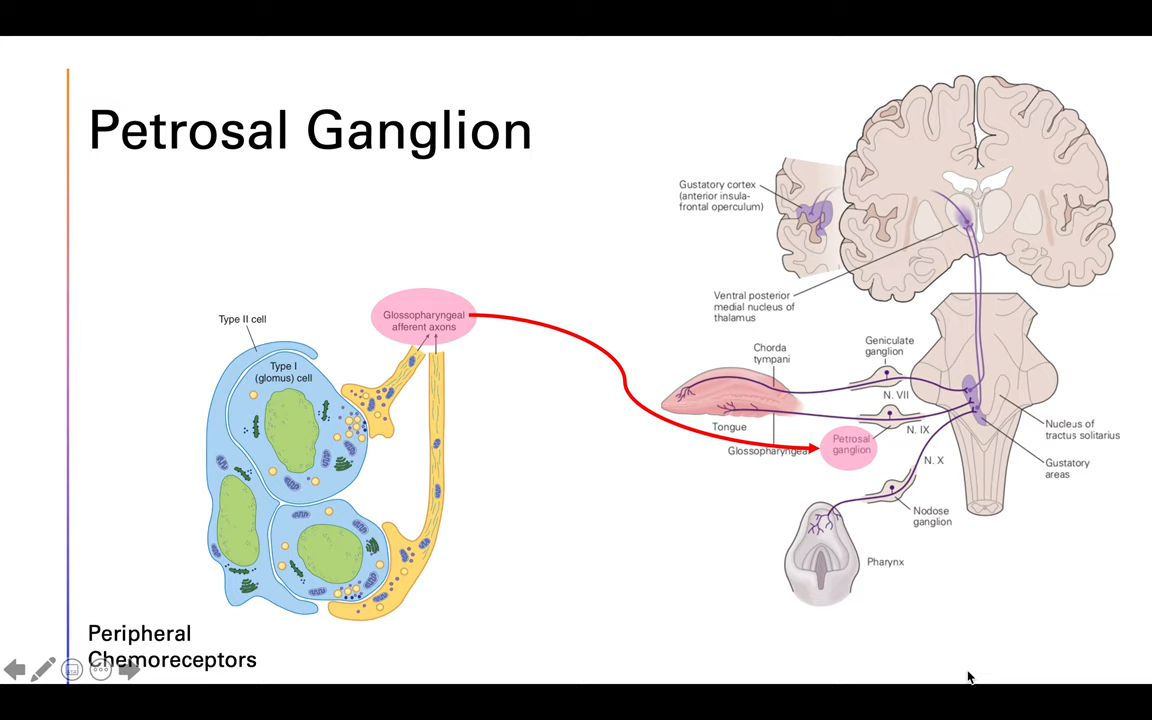 Petrosal Ganglion
Gustatory cortex
(anterior insula-
frontal operculum)
Ventral posterior
medial nucleus of
thalamus
Type II cell
Glossopharyngeal
afferent axons
Type I
(glomus) cell
Chorda
tympani
Geniculate
ganglion
N. VII
Tongue
N. IX
Glossopharyngeal
Petrosal
ganglion
Nucleus of
tractus solitarius
N. X
Gustatory
areas
Nodose
ganglion
Pharynx
Peripheral
Chemoreceptors